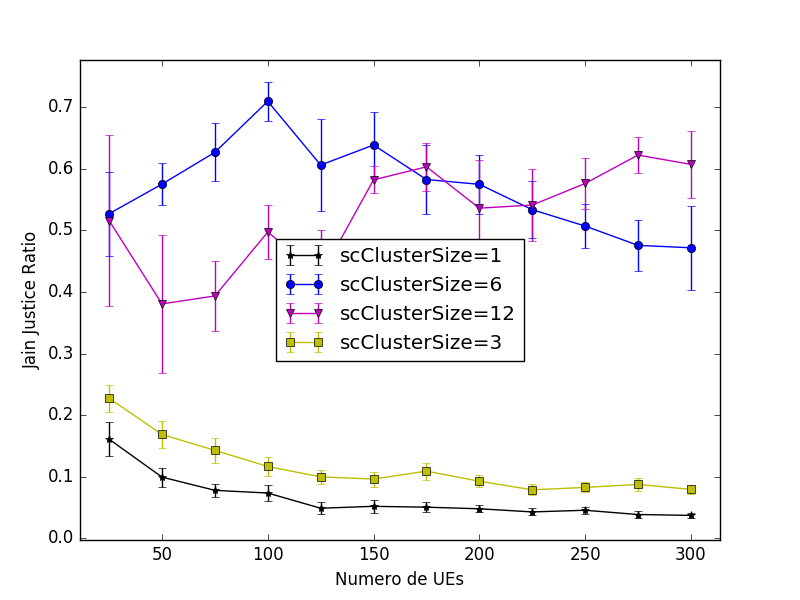 0.7
0.6
0.5
0.4
0.3
0.2
0.1
0.0
Jain Justice Ratio
scClusterSize=1
scClusterSize=6
scClusterSize=12
scClusterSize=3
50 100 150 200 250 300
Numero de UEs